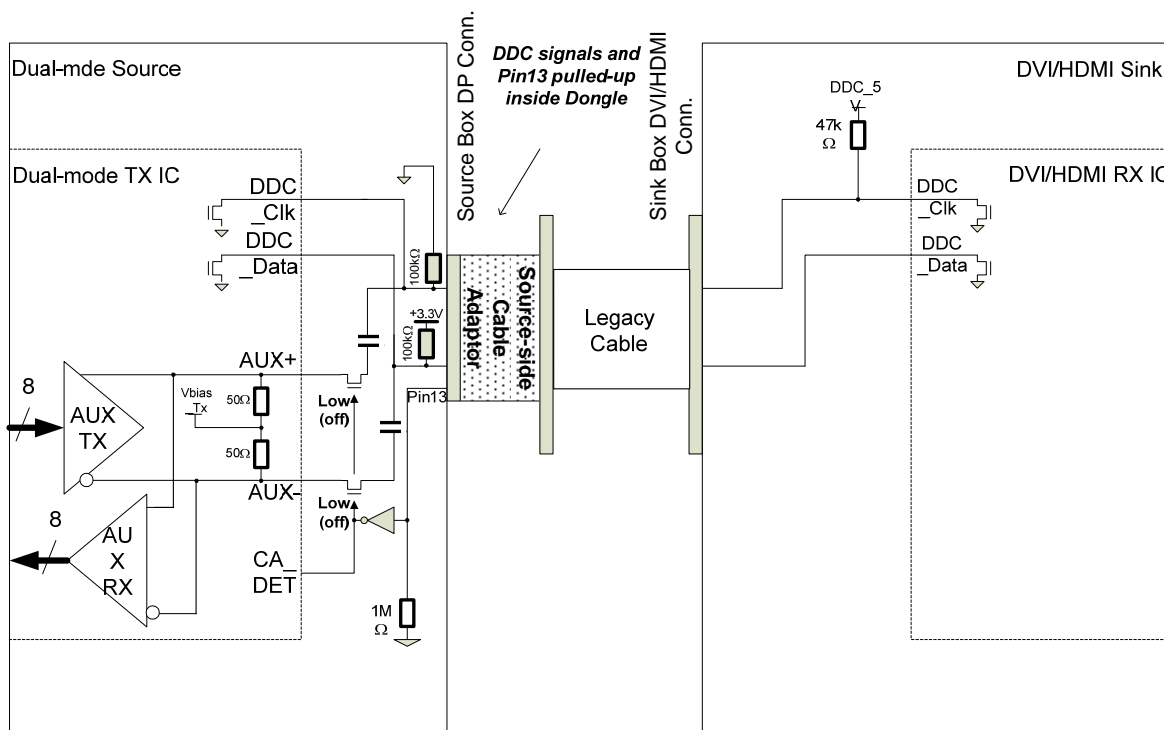 Dual-mde Source
Source Box DP Conn.
DDC signals and
Pin13 pulled-up
inside Dongle
Sink Box DVI/HDMI
Conn.
DVI/HDMI Sink
DDC_5
V
47k
Ω
Dual-mode TX IC
DDC
_Clk
DDC
_Data
100kΩ
+3.3V
100kΩ
Source-side
Cable
Adaptor
Legacy
Cable
DVI/HDMI RX IC
DDC
_Clk
DDC
_Data
8
AUX
TX
AUX+
Vbias
_Tx
50Ω
50Ω
AUX-
Low
(off)
Pin13
Low
(off)
8
AU
X
RX
CA_
DET
1M
Ω